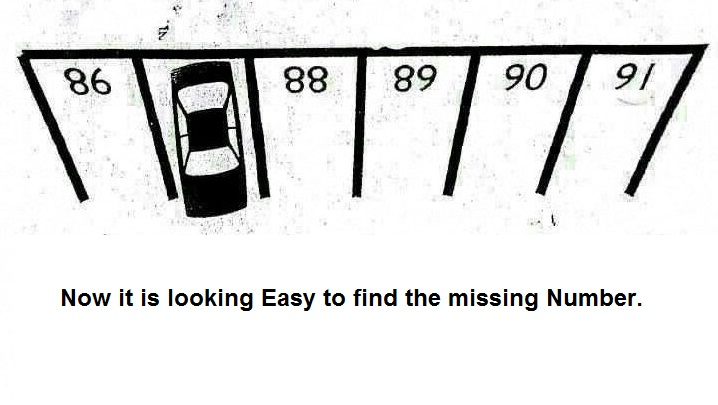 86 88 89 90 91
Now it is looking Easy to find the missing Number.